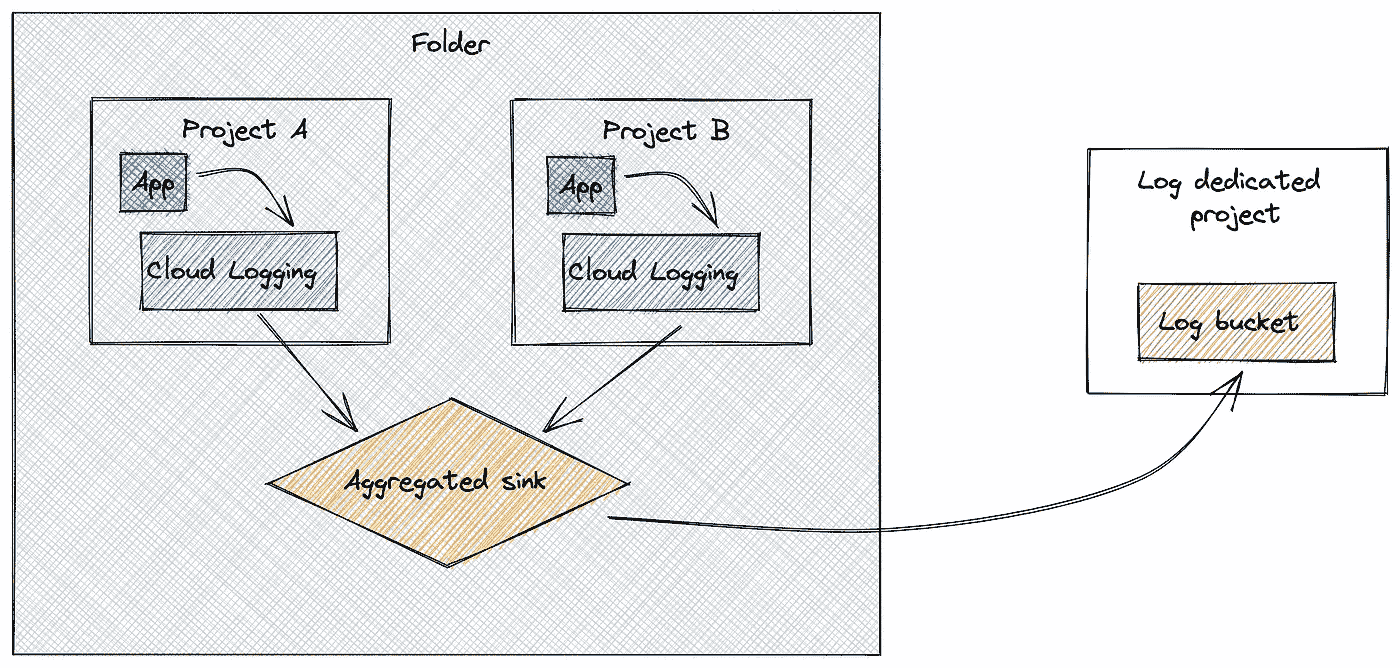 Folder
Project A
App
Cloud Logging
Project B
App
Cloud Logging
Aggregated sink
Log dedicated
project
Log bucket